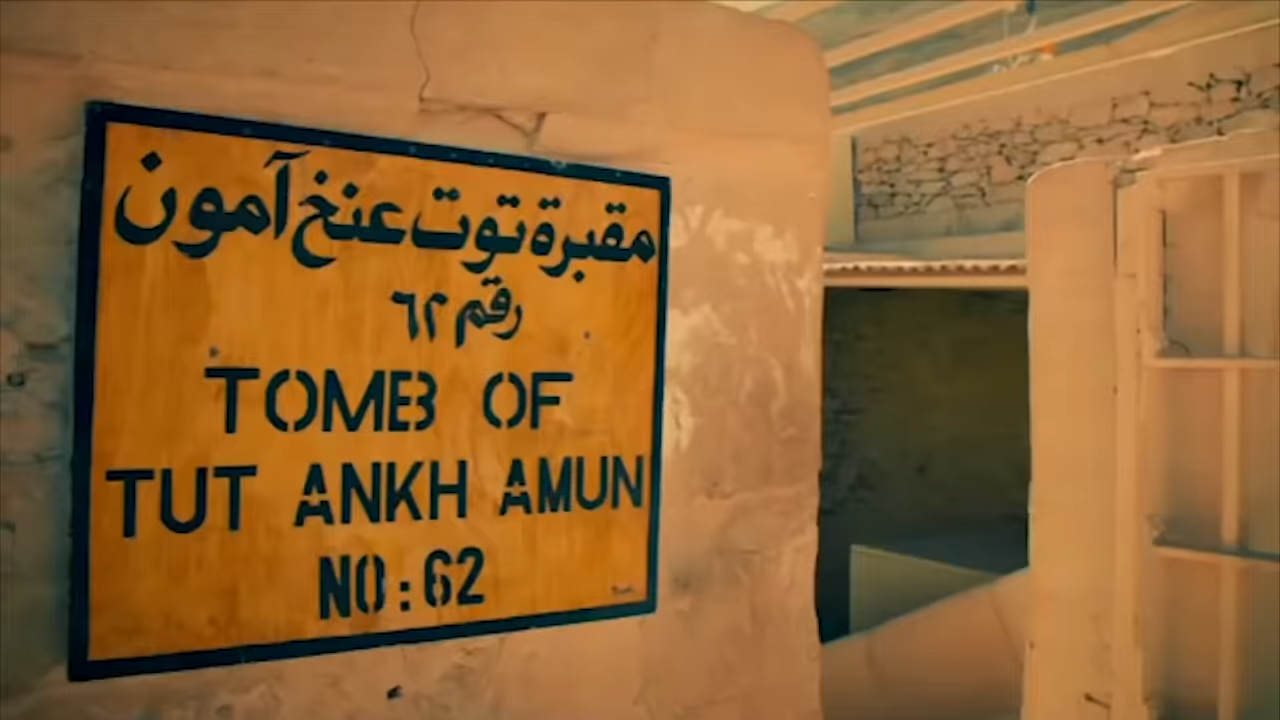 مقبرة توت عنخ آمون
رقم ٦٢
TOMB OF
TUT ANKH AMUN
NO: 62